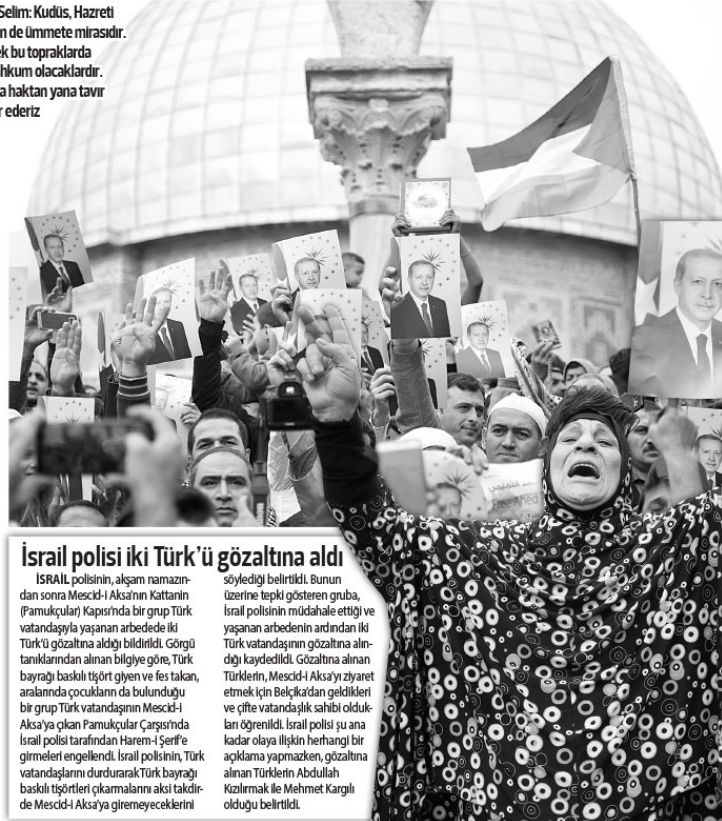 Selim: Kudüs, Hazreti
n de ümmete mirasıdır.
ek bu topraklarda
hkum olacaklardır.
a haktan yana tavır
r ederiz
İsrail polisi iki Türk’ü gözaltına aldı
İSRAİL polisinin, akşam namazın-
dan sonra Mescid-i Aksa’nın Kattanin
(Pamukçular) Kapısı’nda bir grup Türk
vatandaşıyla yaşanan arbedede iki
Türk’ü gözaltına aldığı bildirildi. Görgü
tanıklarından alınan bilgiye göre, Türk
bayrağı baskılı tişört giyen ve fes takan,
aralarında çocukların da bulunduğu
bir grup Türk vatandaşının Mescid-i
Aksa’ya çıkan Pamukçular Çarşısı’nda
İsrail polisi tarafından Harem-i Şerif’e
girmeleri engellendi. İsrail polisinin, Türk
vatandaşlarını durdurarak Türk bayrağı
baskılı tişörtleri çıkarmalarını aksi takdir-
de Mescid-i Aksa’ya giremeyeceklerini
söylediği belirtildi. Bunun
üzerine tepki gösteren gruba,
İsrail polisinin müdahale ettiği ve
yaşanan arbedenin ardından iki
Türk vatandaşının gözaltına alın-
dığı kaydedildi. Gözaltına alınan
Türklerin, Mescid-i Aksa’yı ziyaret
etmek için Belçika’dan geldikleri
ve çifte vatandaşlık sahibi olduk-
ları öğrenildi. İsrail polisi şu ana
kadar olaya ilişkin herhangi bir
açıklama yapmazken, gözaltına
alınan Türklerin Abdullah
Kızılırmak ile Mehmet Kargılı
olduğu belirtildi.
Free Ahed